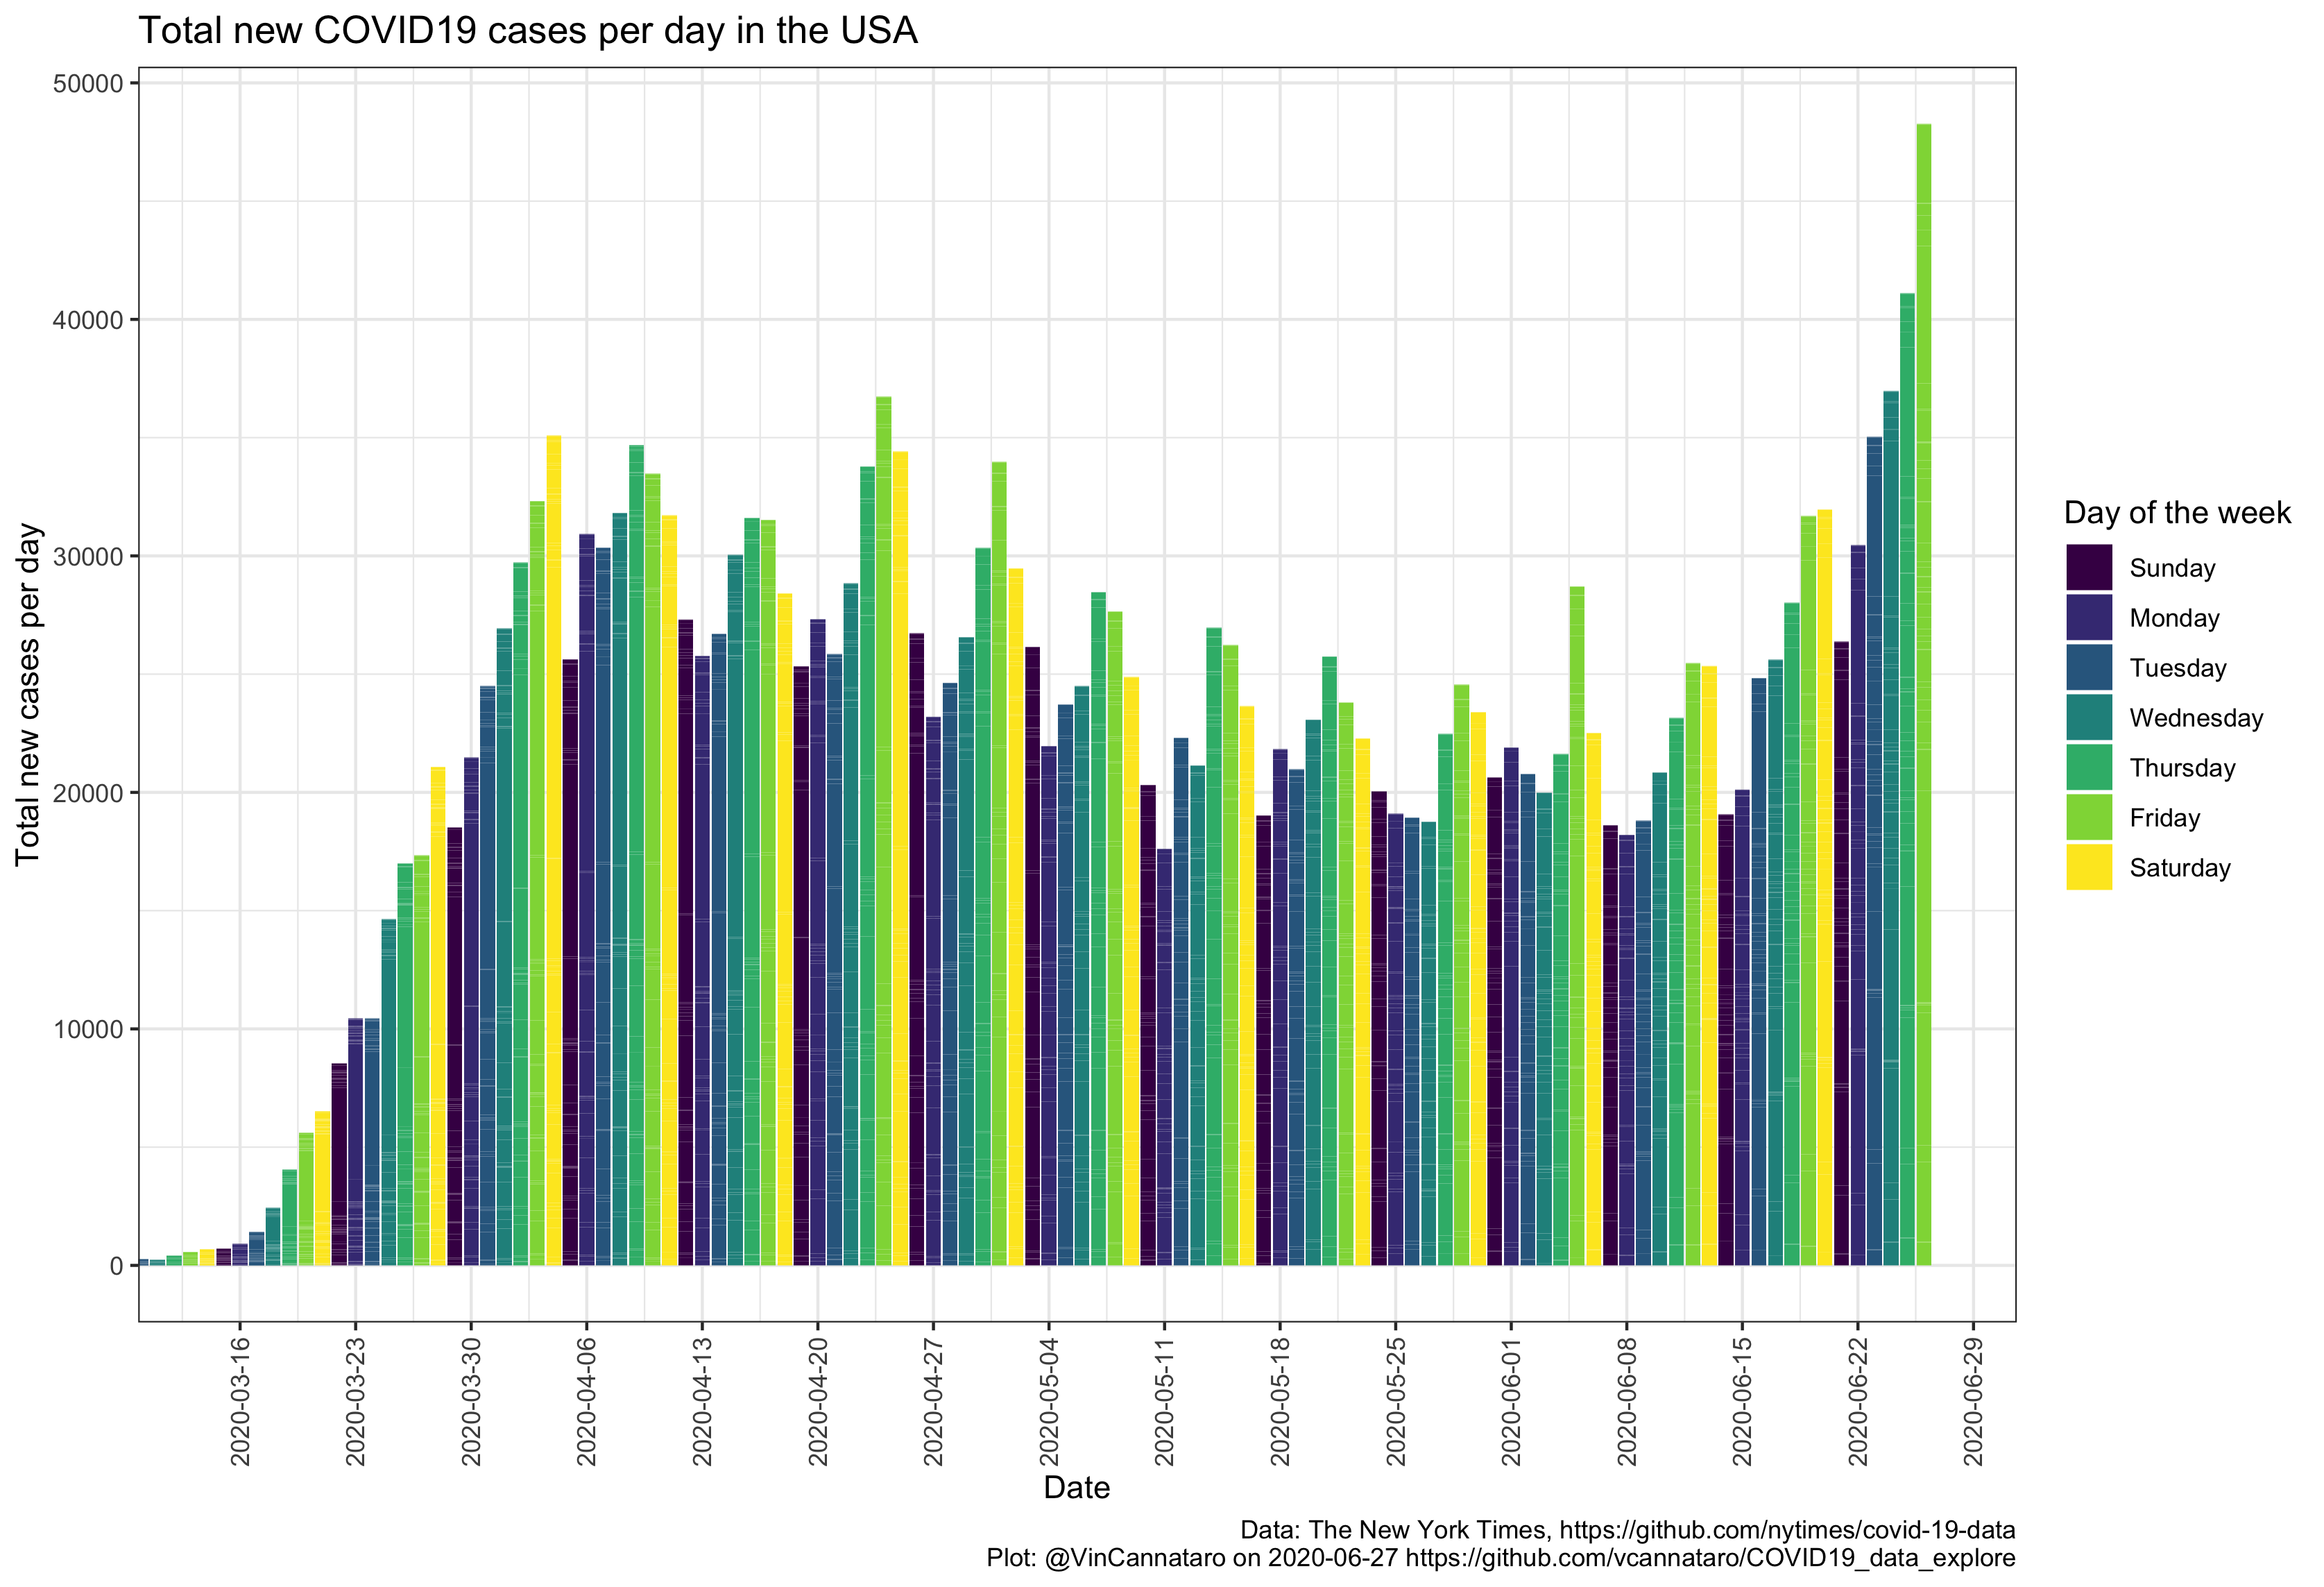 Total new COVID19 cases per day in the USA
50000
40000
30000
20000
10000
0
Total new cases per day
2020-03-16
2020-03-23
2020-03-30
2020-04-06
2020-04-13
2020-04-20
2020-04-27
2020-05-04
2020-05-11
2020-05-18
2020-05-25
2020-06-01
2020-06-08
2020-06-15
2020-06-22
2020-06-29
Date
Day of the week
Sunday
Monday
Tuesday
Wednesday
Thursday
Friday
Saturday
Data: The New York Times, https://github.com/nytimes/covid-19-data
Plot: @VinCannataro on 2020-06-27 https://github.com/vcannataro/COVID19_data_explore